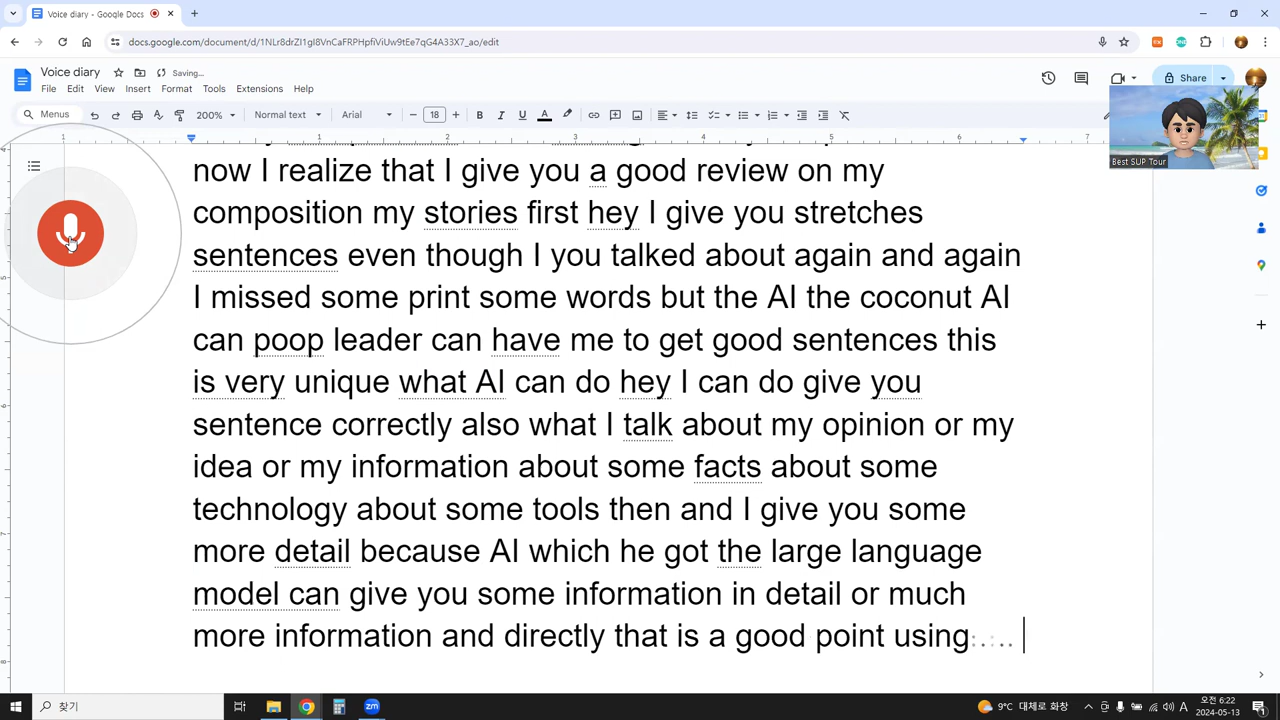 Voice diary - Google Docs
docs.google.com/document/d/1NLr8drZI1gI8VnCaFRPHpfiViUw9tEe7qG4A33X7_ao/edit
Voice diary Saving...
Share
File Edit View Insert Format Tools Extensions Help
Menus 200% Normal text Arial 18 B I U A
Best SUP Tour
1 1 2 3 4 5 6 7
now I realize that I give you a good review on my
composition my stories first hey I give you stretches
sentences even though I you talked about again and again
I missed some print some words but the AI the coconut AI
can poop leader can have me to get good sentences this
is very unique what AI can do hey I can do give you
sentence correctly also what I talk about my opinion or my
idea or my information about some facts about some
technology about some tools then and I give you some
more detail because AI which he got the large language
model can give you some information in detail or much
more information and directly that is a good point using
찾기
9°C 대체로 화창
A
오전 6:22
2024-05-13